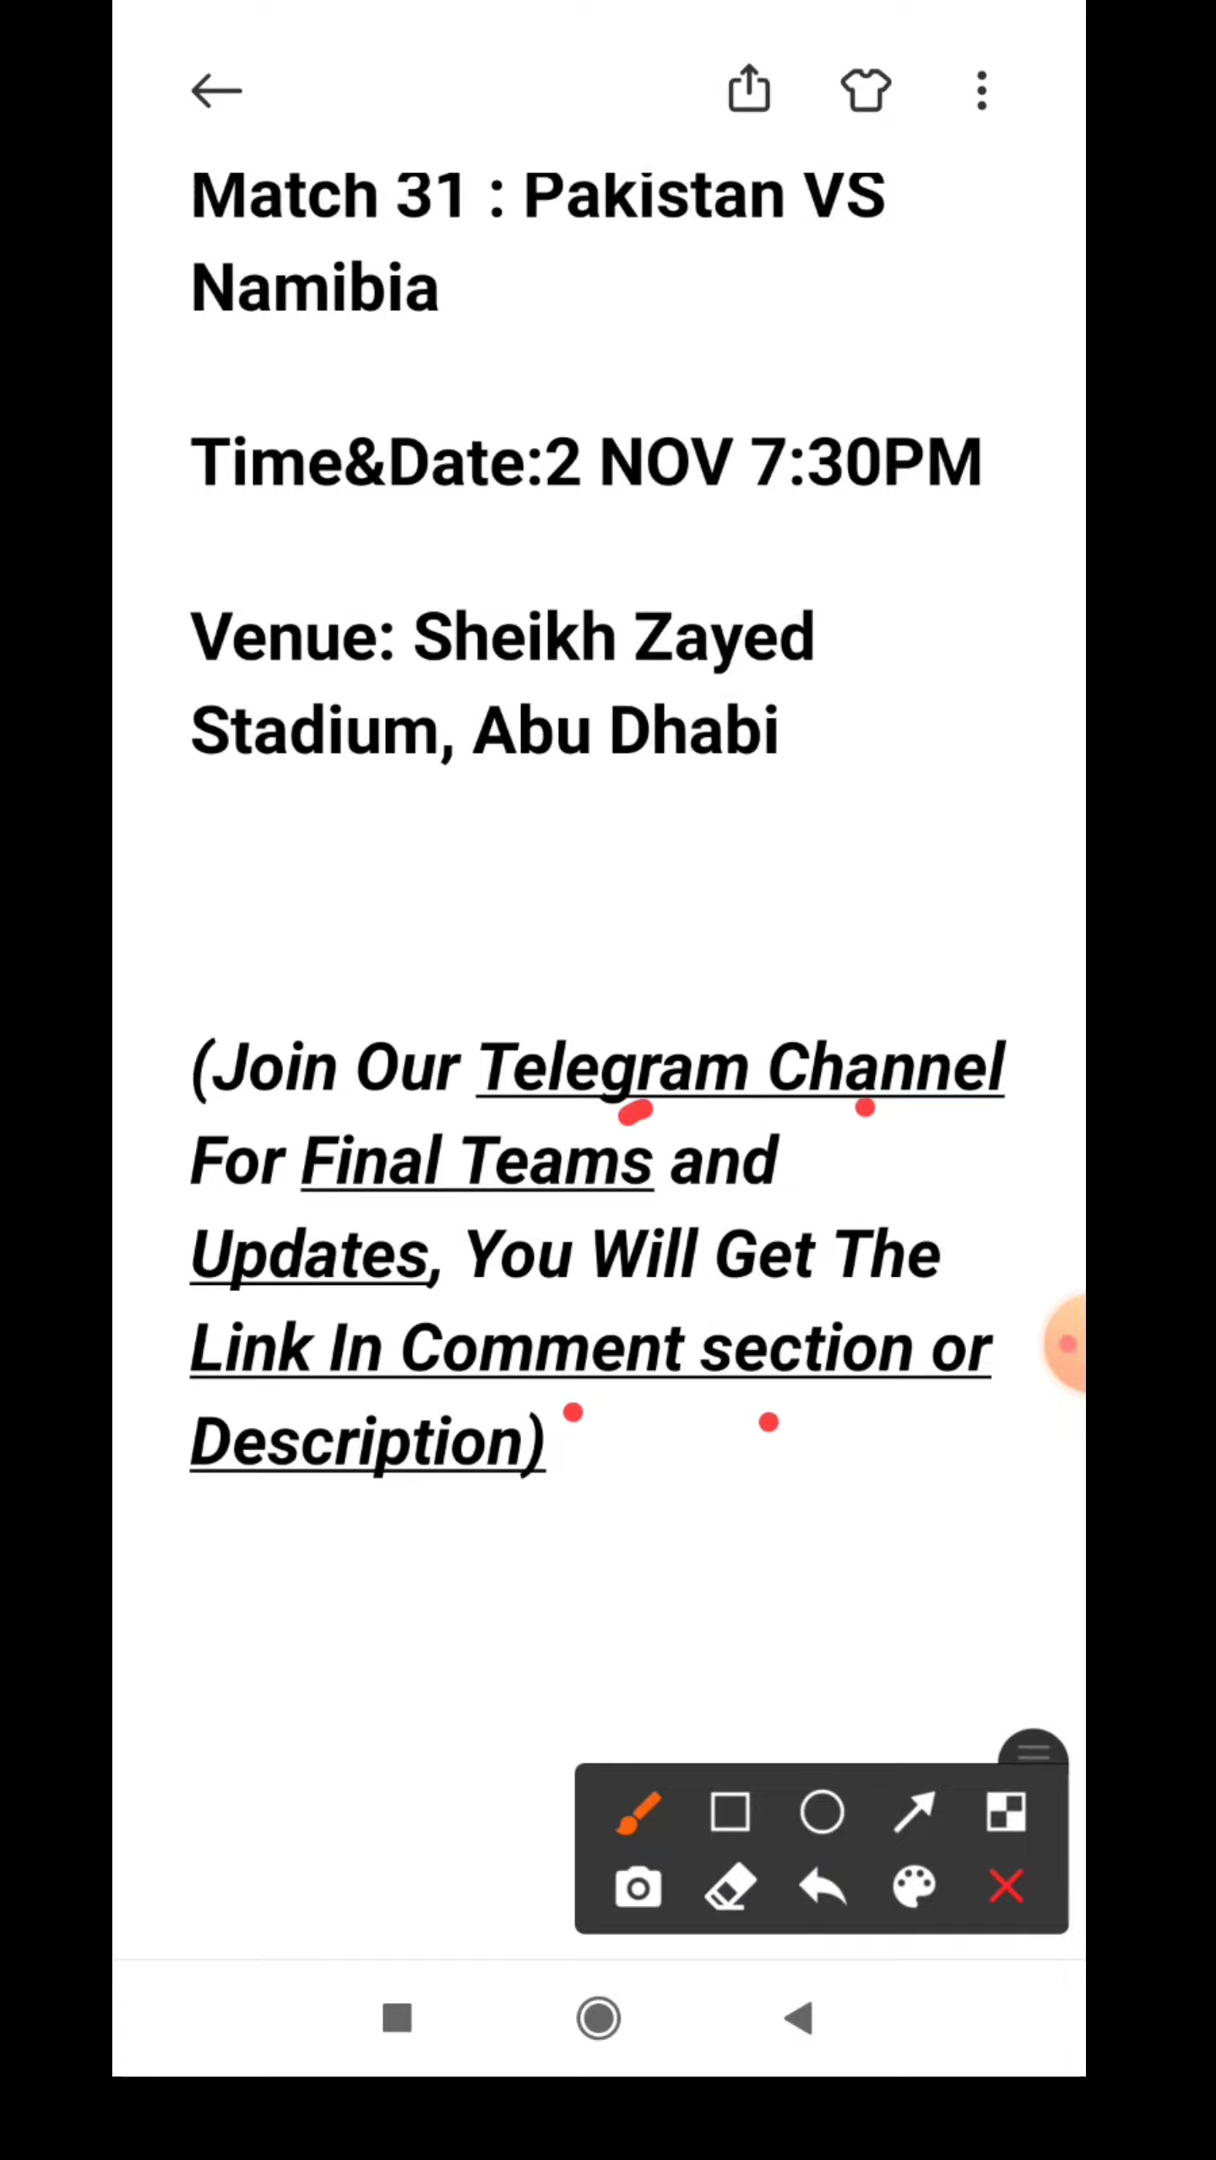 Match 31 : Pakistan VS
Namibia
Time&Date:2 NOV 7:30PM
Venue: Sheikh Zayed
Stadium, Abu Dhabi
(Join Our Telegram Channel
For Final Teams and
Updates, You Will Get The
Link In Comment section or
Description)